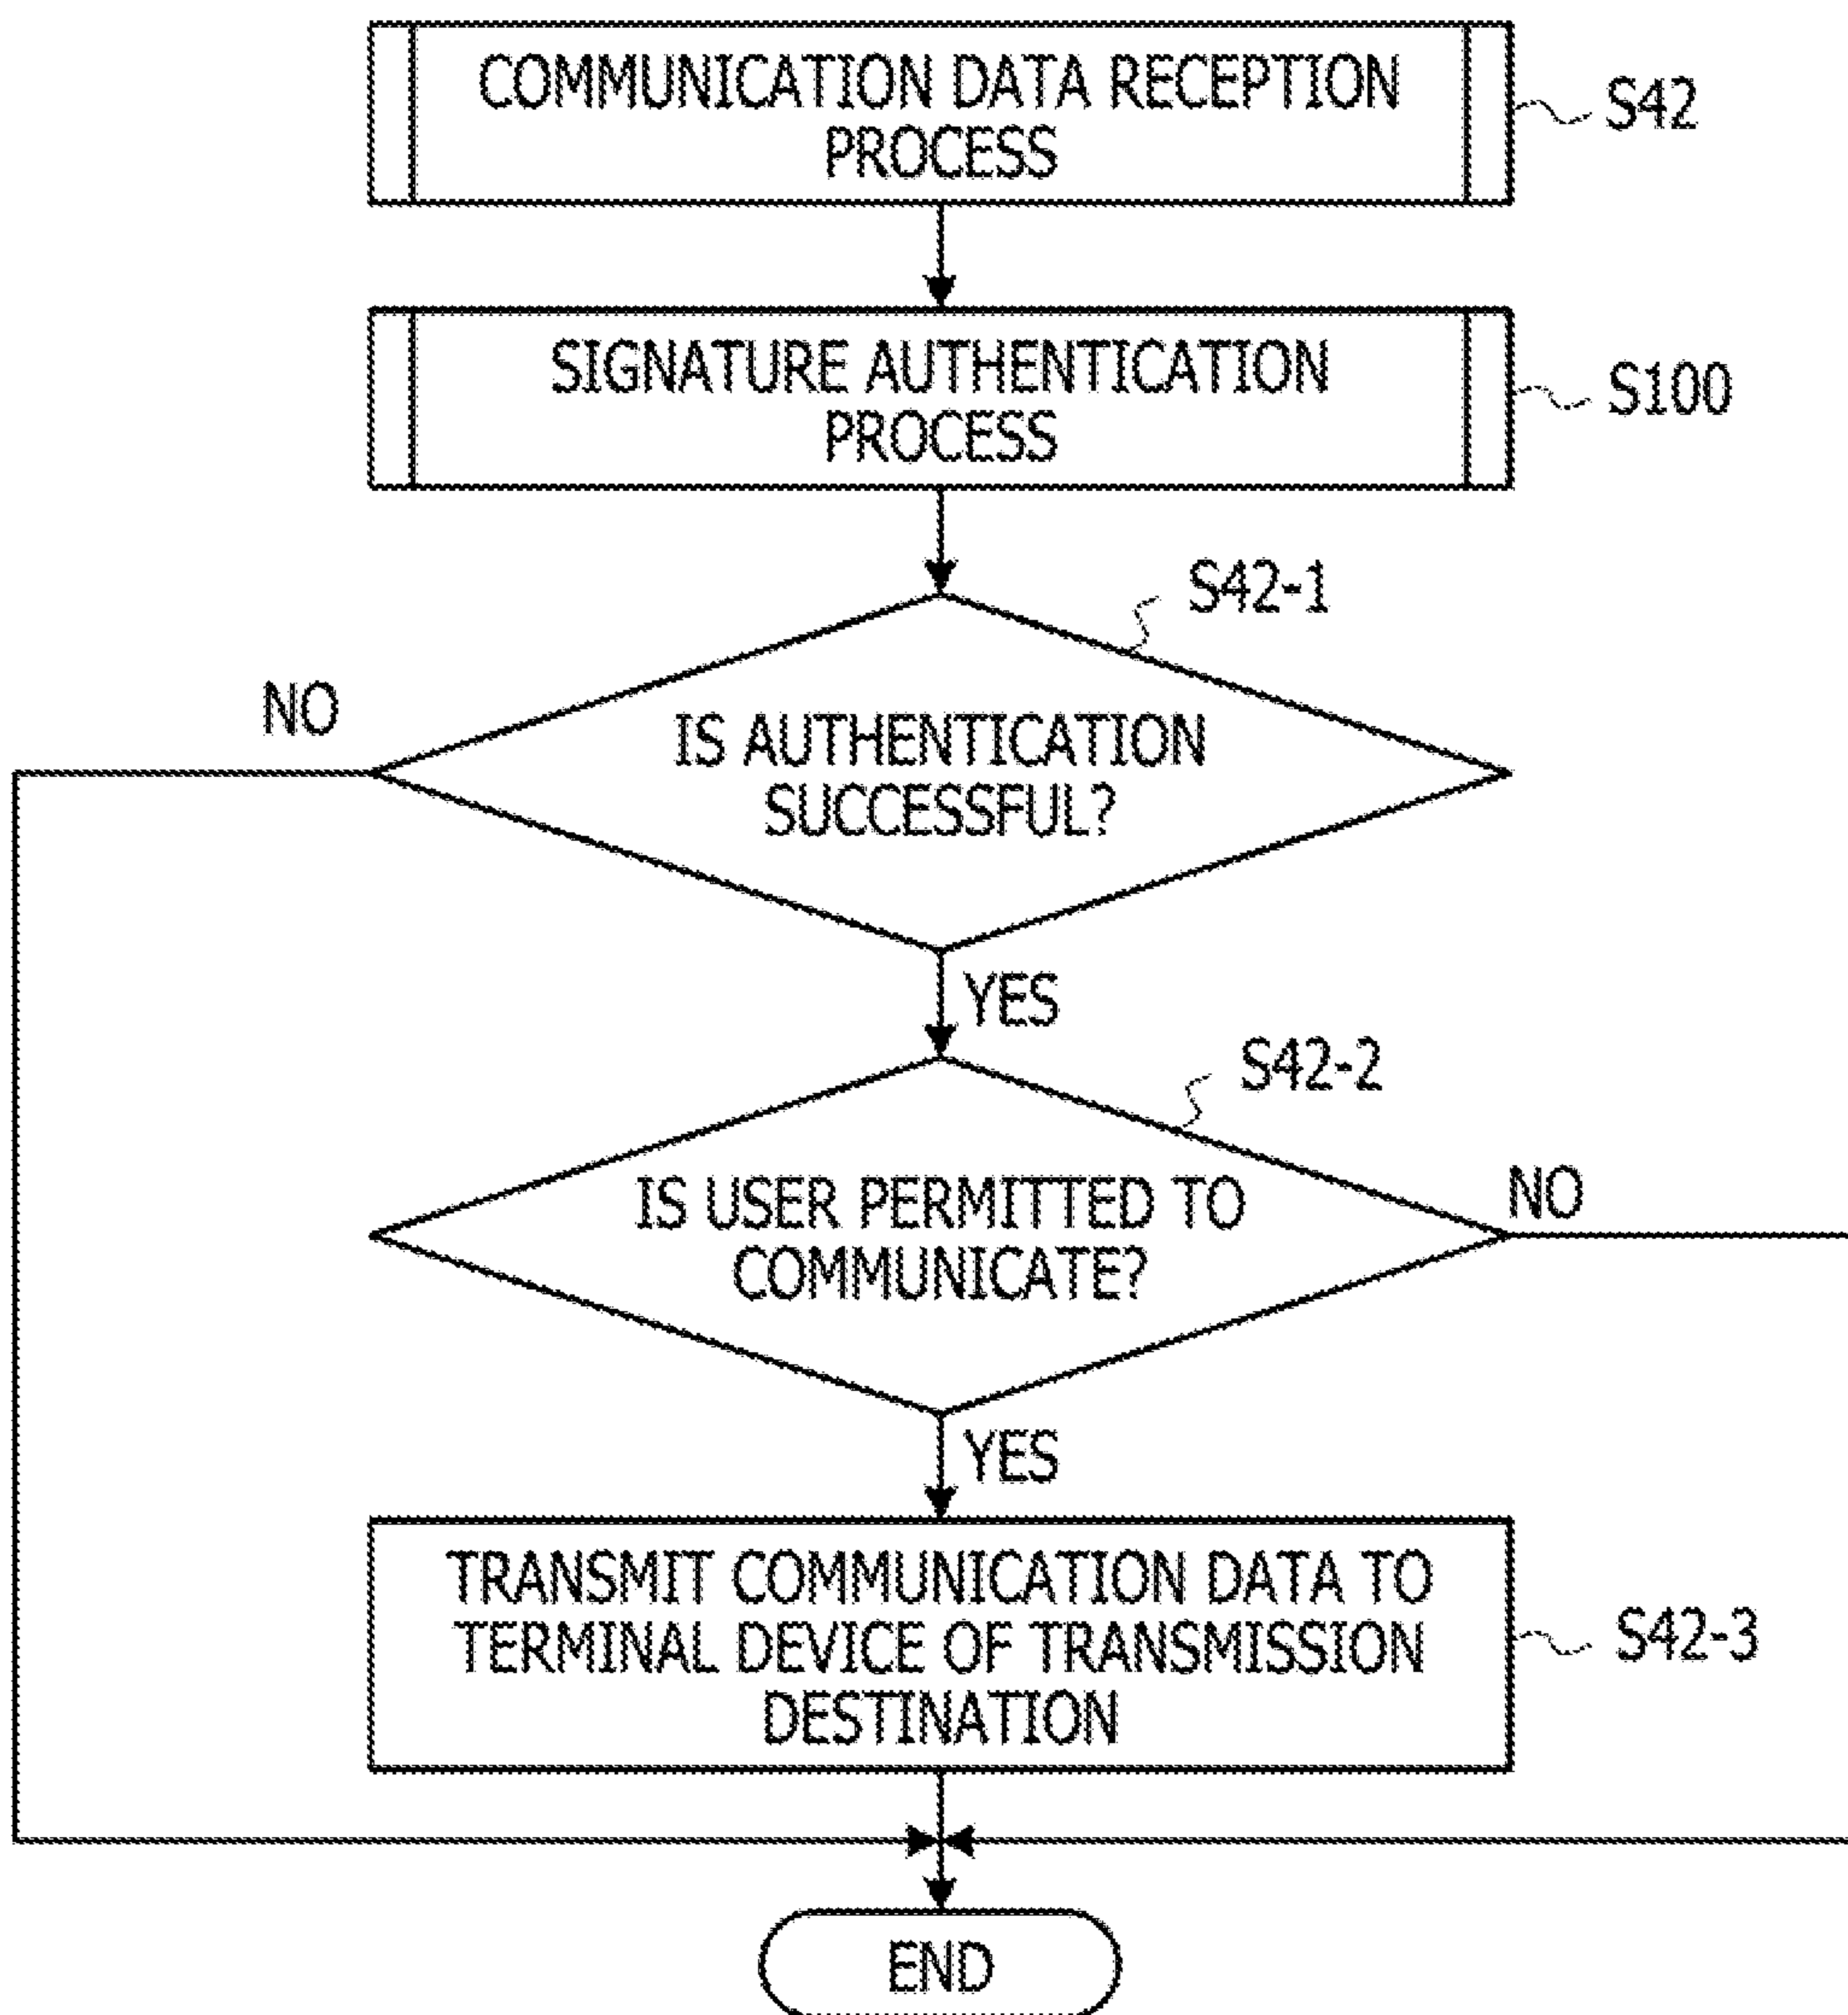 COMMUNICATION DATA RECEPTION
PROCESS
S42
SIGNATURE AUTHENTICATION
PROCESS
S100
S42-1
NO
IS AUTHENTICATION
SUCCESSFUL?
YES
S42-2
IS USER PERMITTED TO
COMMUNICATE?
NO
YES
TRANSMIT COMMUNICATION DATA TO
TERMINAL DEVICE OF TRANSMISSION
DESTINATION
S42-3
END